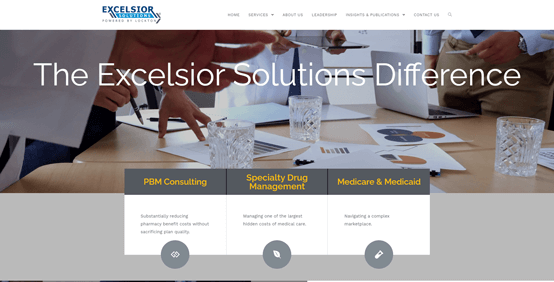 EXCELSIOR
SOLUTIONS
POWERED BY LOCKTON
HOME SERVICES ABOUT US LEADERSHIP INSIGHTS & PUBLICATIONS CONTACT US
The Excelsior Solutions Difference
PBM Consulting
Substantially reducing
pharmacy benefit costs without
sacrificing plan quality.
Specialty Drug
Management
Managing one of the largest
hidden costs of medical care.
Medicare & Medicaid
Navigating a complex
marketplace.